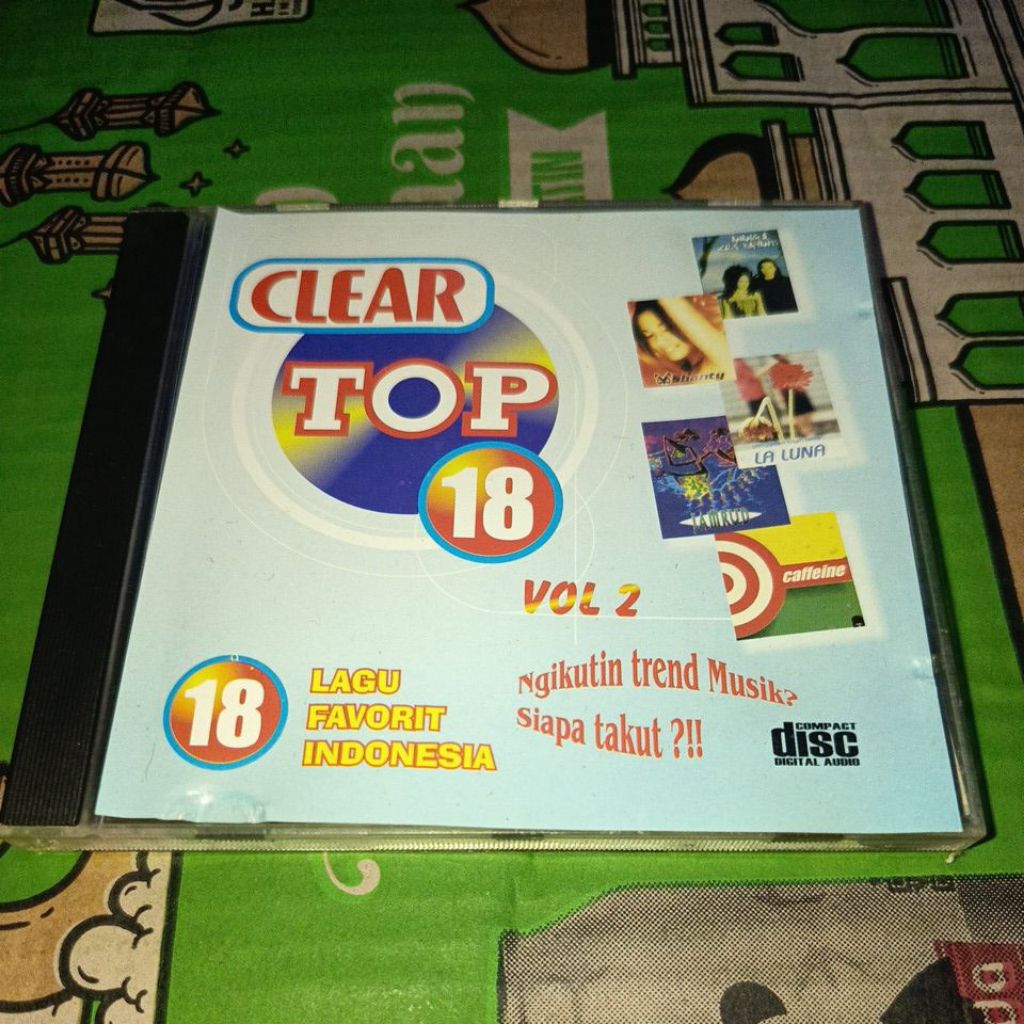 CLEAR
TOP
18
VOL 2
LA LUNA
JAMRUD
caffeine
18
LAGU
FAVORIT
INDONESIA
Ngikutin trend Musik?
Siapa takut ?!!
COMPACT
disc
DIGITAL AUDIO